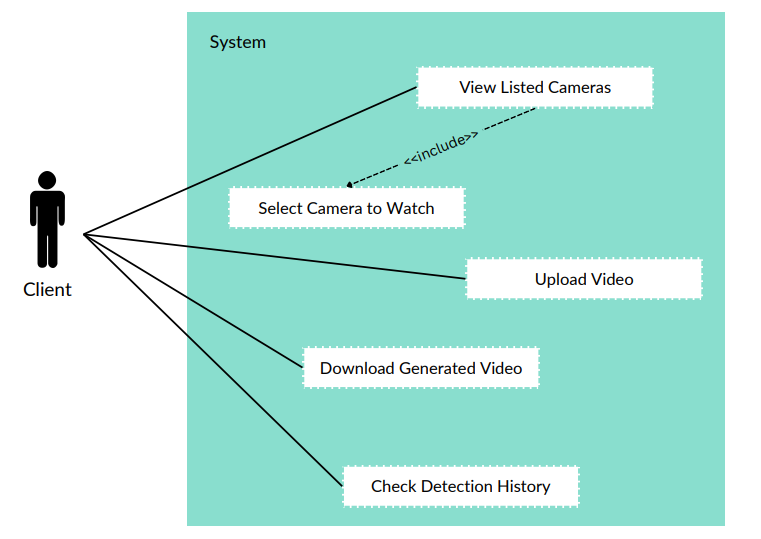 System
View Listed Cameras
<<include>>
Select Camera to Watch
Upload Video
Client
Download Generated Video
Check Detection History